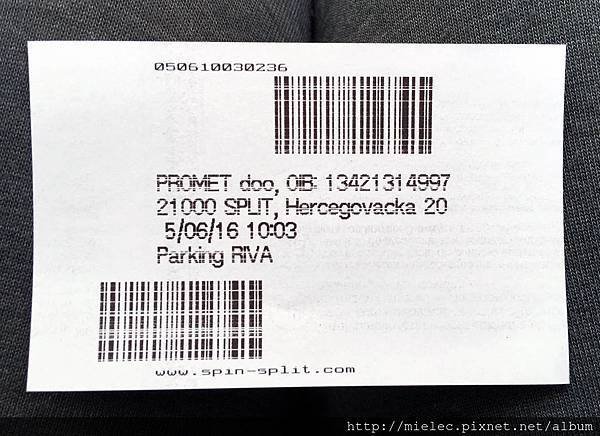 050610030236
PROMET doo, OIB: 13421314997
21000 SPLIT, Hercegovacka 20
5/06/16 10:03
Parking RIVA
www.spin-split.com
http://mielec.pixnet.net/album